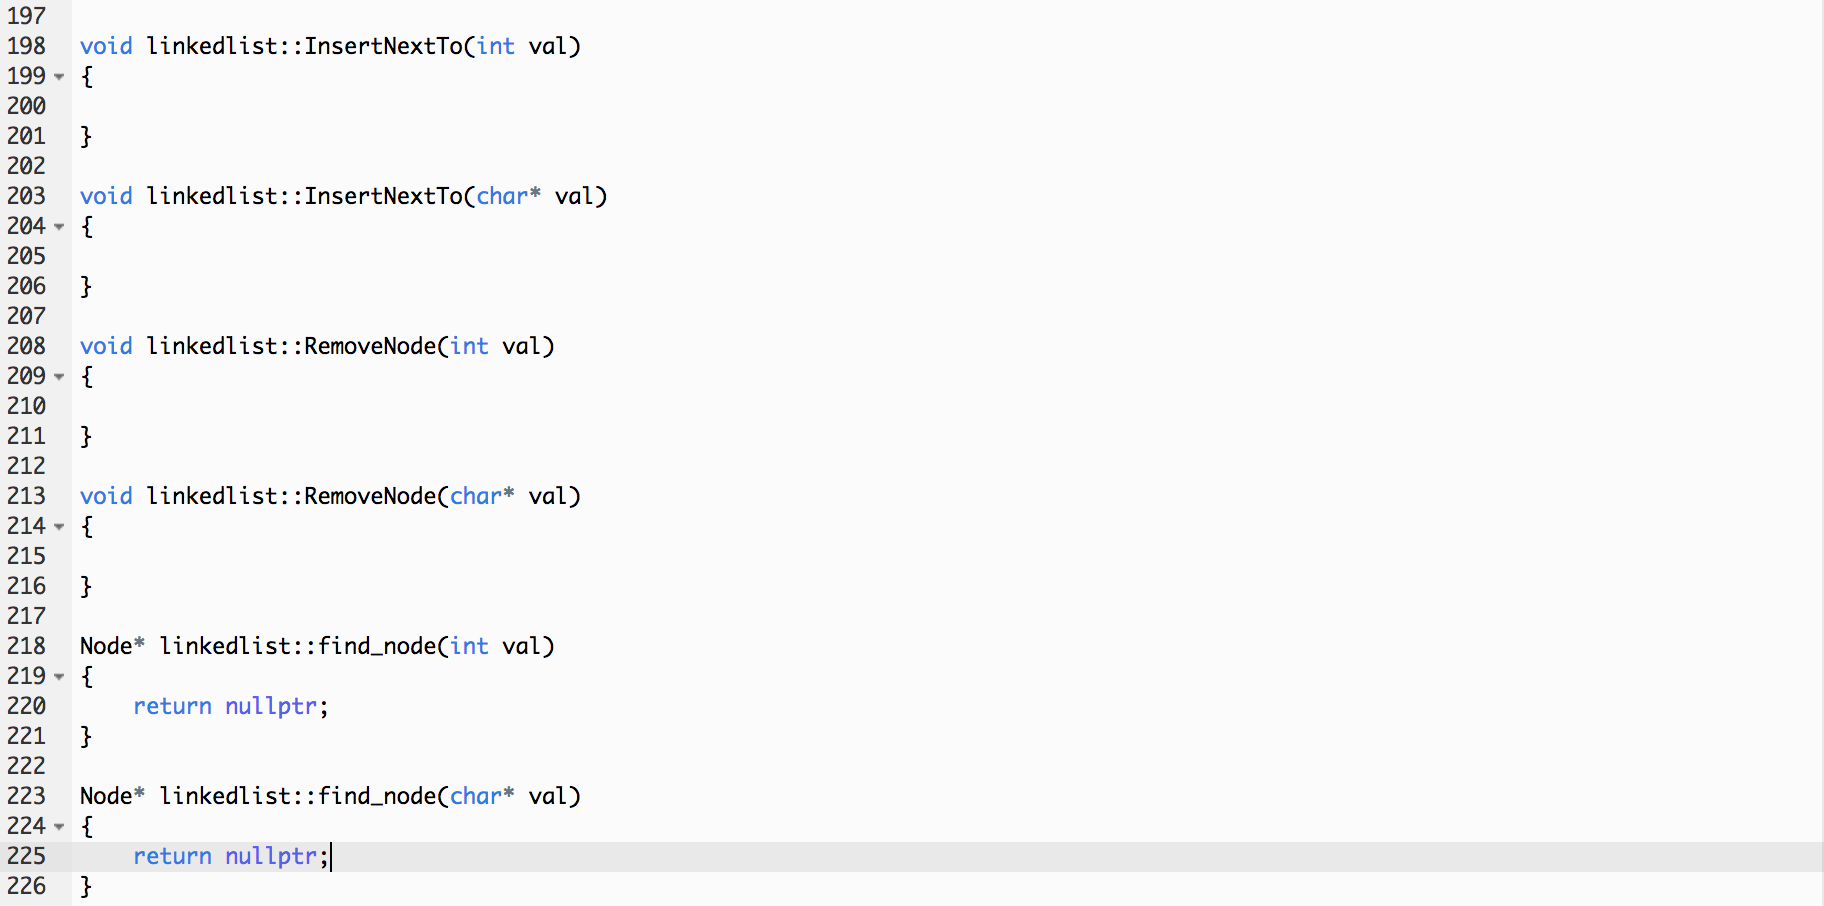 197
198 void linkedlist::InsertNextTo(int val)
199 {
200
201 }
202
203 void linkedlist::InsertNextTo(char* val)
204 {
205
206 }
207
208 void linkedlist::RemoveNode(int val)
209 {
210
211 }
212
213 void linkedlist::RemoveNode(char* val)
214 {
215
216 }
217
218 Node* linkedlist::find_node(int val)
219 {
220     return nullptr;
221 }
222
223 Node* linkedlist::find_node(char* val)
224 {
225     return nullptr;
226 }